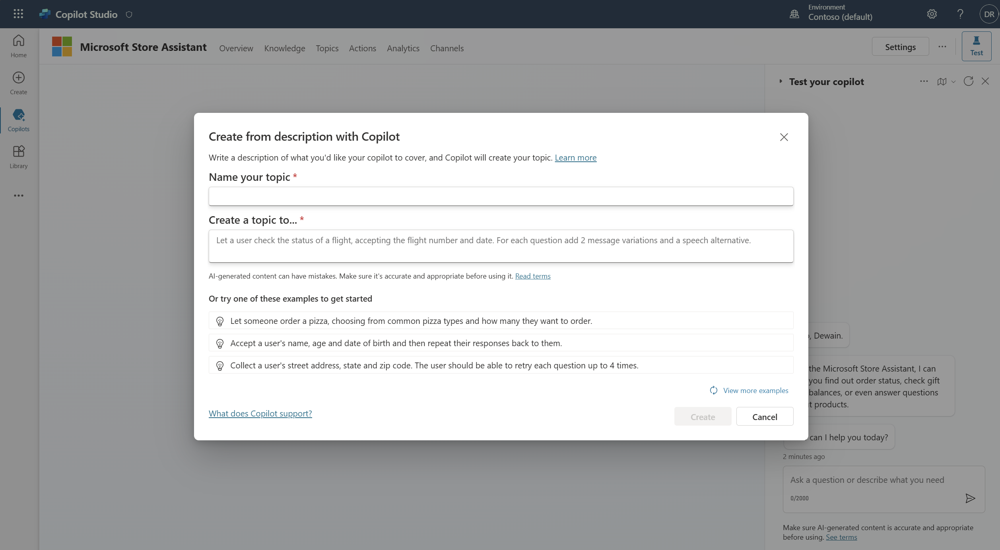 Copilot Studio
Environment
Contoso (default)
DR
Home
Create
Copilots
Library
Microsoft Store Assistant
Overview
Knowledge
Topics
Actions
Analytics
Channels
Settings
Test
Test your copilot
Create from description with Copilot
Write a description of what you'd like your copilot to cover, and Copilot will create your topic. Learn more
Name your topic *
Create a topic to... *
Let a user check the status of a flight, accepting the flight number and date. For each question add 2 message variations and a speech alternative.
AI-generated content can have mistakes. Make sure it's accurate and appropriate before using it. Read terms
Or try one of these examples to get started
Let someone order a pizza, choosing from common pizza types and how many they want to order.
Accept a user's name, age and date of birth and then repeat their responses back to them.
Collect a user's street address, state and zip code. The user should be able to retry each question up to 4 times.
View more examples
What does Copilot support?
Create
Cancel
, Dewain.
the Microsoft Store Assistant, I can
you find out order status, check gift
balances, or even answer questions
t products.
can I help you today?
2 minutes ago
Ask a question or describe what you need
0/2000
Make sure AI-generated content is accurate and appropriate
before using. See terms